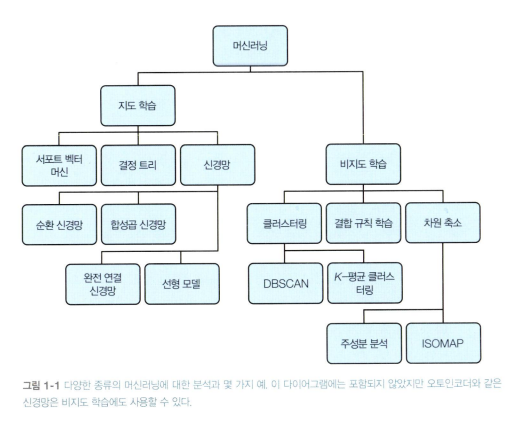 머신러닝
지도 학습
서포트 벡터
머신
결정 트리
신경망
비지도 학습
순환 신경망
합성곱 신경망
클러스터링
결합 규칙 학습
차원 축소
완전 연결
신경망
선형 모델
DBSCAN
K-평균 클러스
터링
주성분 분석
ISOMAP
그림 1-1 다양한 종류의 머신러닝에 대한 분석과 몇 가지 예. 이 다이어그램에는 포함되지 않았지만 오토인코더와 같은
신경망은 비지도 학습에도 사용할 수 있다.